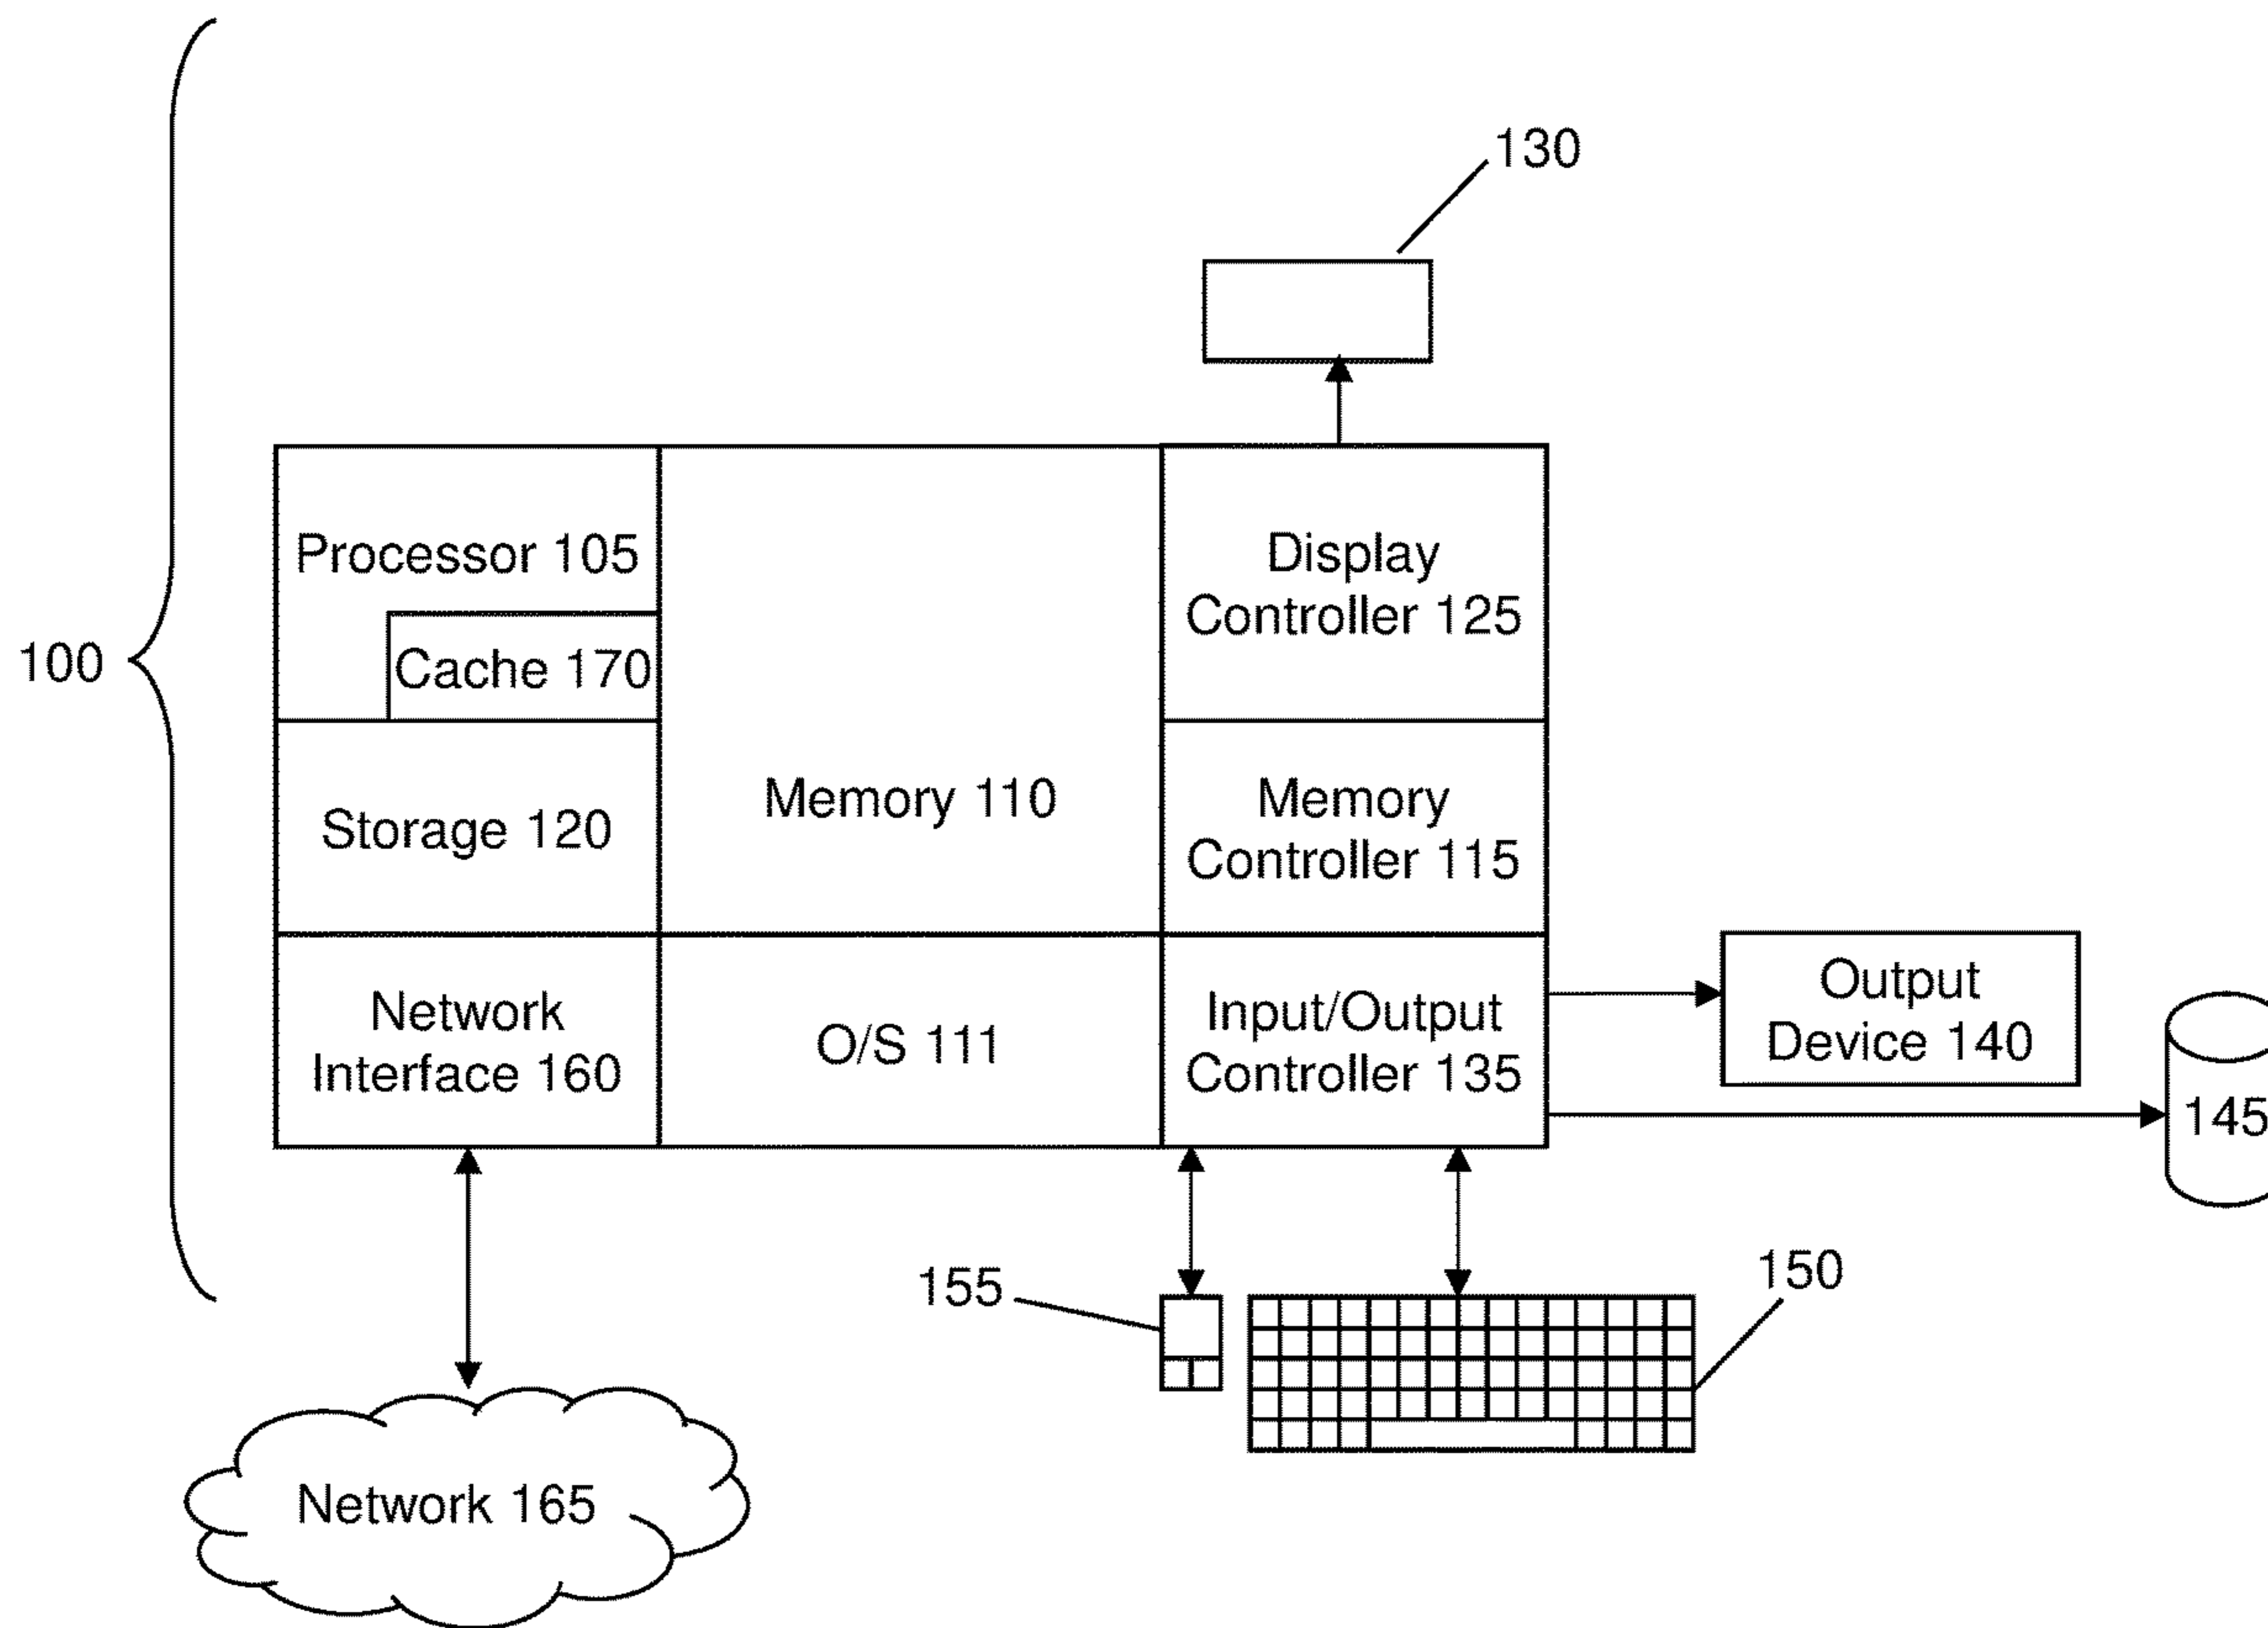 130
Processor 105
Display
Controller 125
Cache 170
100
Memory 110
Memory
Controller 115
Storage 120
Output
Device 140
Network
Interface 160
O/S 111
Input/Output
Controller 135
145
155
150
Network 165